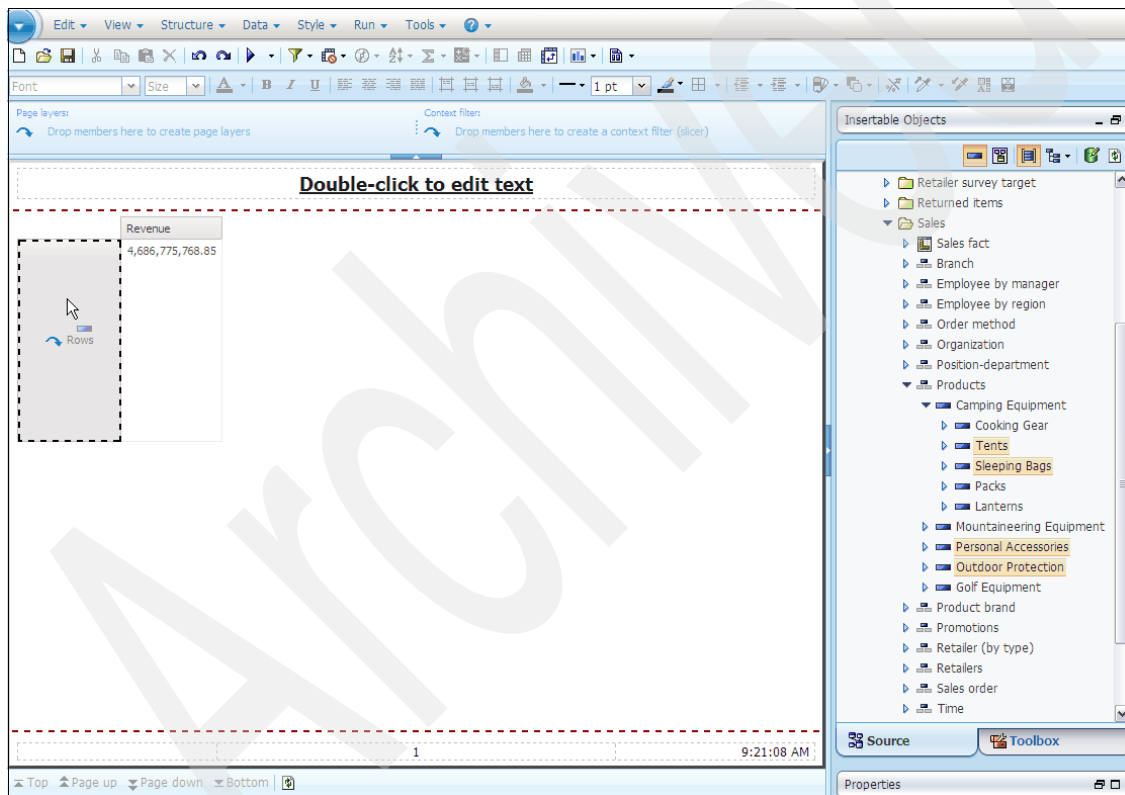 Edit View Structure Data Style Run Tools
Font Size A B I U 1 pt
Page layers: Context filter:
Drop members here to create page layers Drop members here to create a context filter (slicer)
Double-click to edit text
Revenue
4,686,775,768.85
Rows
1 9:21:08 AM
Top Page up Page down Bottom
Insertable Objects
Retailer survey target
Returned items
Sales
Sales fact
Branch
Employee by manager
Employee by region
Order method
Organization
Position-department
Products
Camping Equipment
Cooking Gear
Tents
Sleeping Bags
Packs
Lanterns
Mountaineering Equipment
Personal Accessories
Outdoor Protection
Golf Equipment
Product brand
Promotions
Retailer (by type)
Retailers
Sales order
Time
Source Toolbox
Properties
Archived